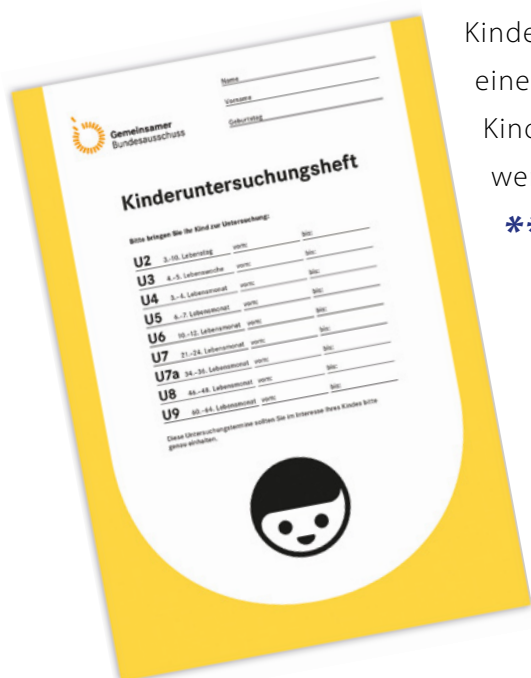 Kinde
eine
Kind
we
**
Name
Vorname
Geburtstag
Gemeinsamer
Bundesausschuss
Kinderuntersuchungsheft
Bitte bringen Sie Ihr Kind zur Untersuchung:
U2 3.-10. Lebenstag vom: bis:
U3 4.-5. Lebenswoche vom: bis:
U4 3.-4. Lebensmonat vom: bis:
U5 6.-7. Lebensmonat vom: bis:
U6 10.-12. Lebensmonat vom: bis:
U7 21.-24. Lebensmonat vom: bis:
U7a 34.-36. Lebensmonat vom: bis:
U8 46.-48. Lebensmonat vom: bis:
U9 60.-64. Lebensmonat vom: bis:
Diese Untersuchungstermine sollten Sie im Interesse Ihres Kindes bitte
genau einhalten.